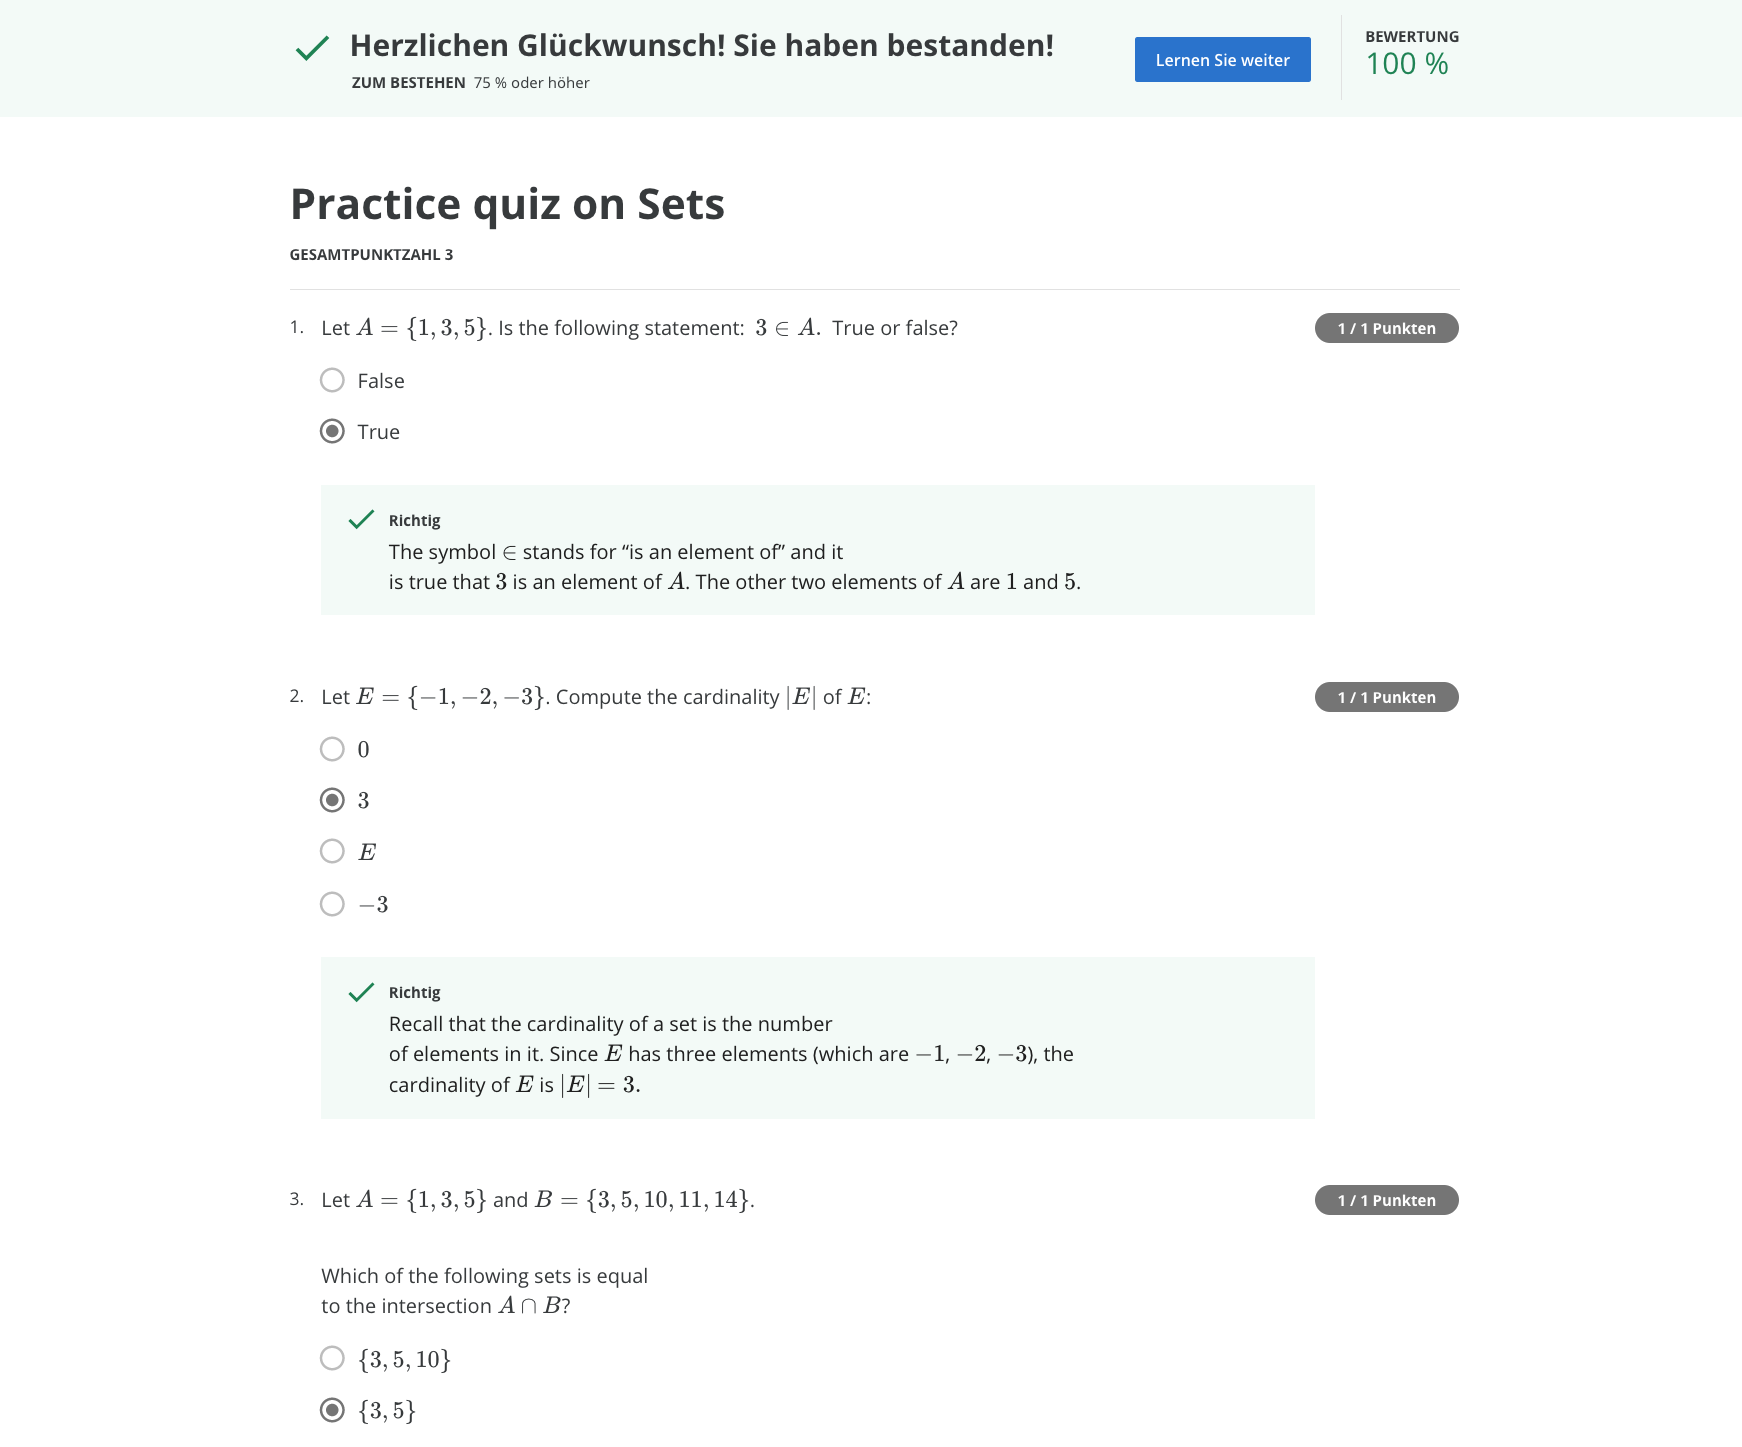 Herzlichen Glückwunsch! Sie haben bestanden!
ZUM BESTEHEN 75 % oder höher
Lernen Sie weiter
BEWERTUNG
100 %
Practice quiz on Sets
GESAMTPUNKTZAHL 3
1. Let A = {1, 3, 5}. Is the following statement: 3 ∈ A. True or false?
1 / 1 Punkten
False
True
Richtig
The symbol ∈ stands for “is an element of” and it
is true that 3 is an element of A. The other two elements of A are 1 and 5.
2. Let E = {−1, −2, −3}. Compute the cardinality |E| of E:
1 / 1 Punkten
0
3
E
−3
Richtig
Recall that the cardinality of a set is the number
of elements in it. Since E has three elements (which are −1, −2, −3), the
cardinality of E is |E| = 3.
3. Let A = {1, 3, 5} and B = {3, 5, 10, 11, 14}.
1 / 1 Punkten
Which of the following sets is equal
to the intersection A ∩ B?
{3, 5, 10}
{3, 5}